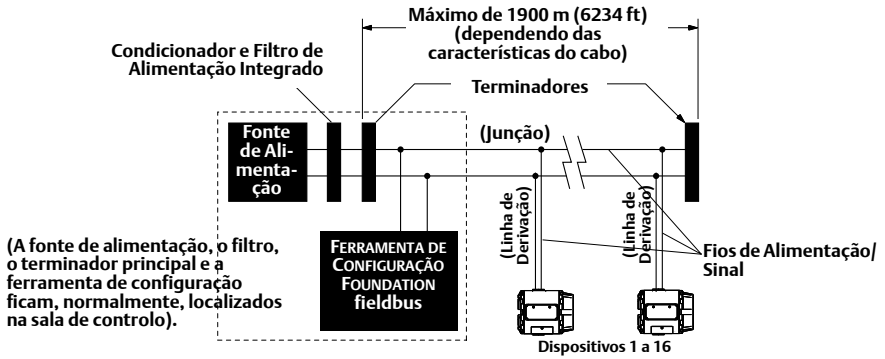 Máximo de 1900 m (6234 ft)
(dependendo das
características do cabo)
Condicionador e Filtro de
Alimentação Integrado
Terminadores
Fonte
de Ali-
menta-
ção
(Junção)
(Linha de
Derivação)
(Linha de
Derivação)
Fios de Alimentação/
Sinal
FERRAMENTA DE
CONFIGURAÇÃO
FOUNDATION
fieldbus
(A fonte de alimentação, o filtro,
o terminador principal e a
ferramenta de configuração
ficam, normalmente, localizados
na sala de controlo).
Dispositivos 1 a 16